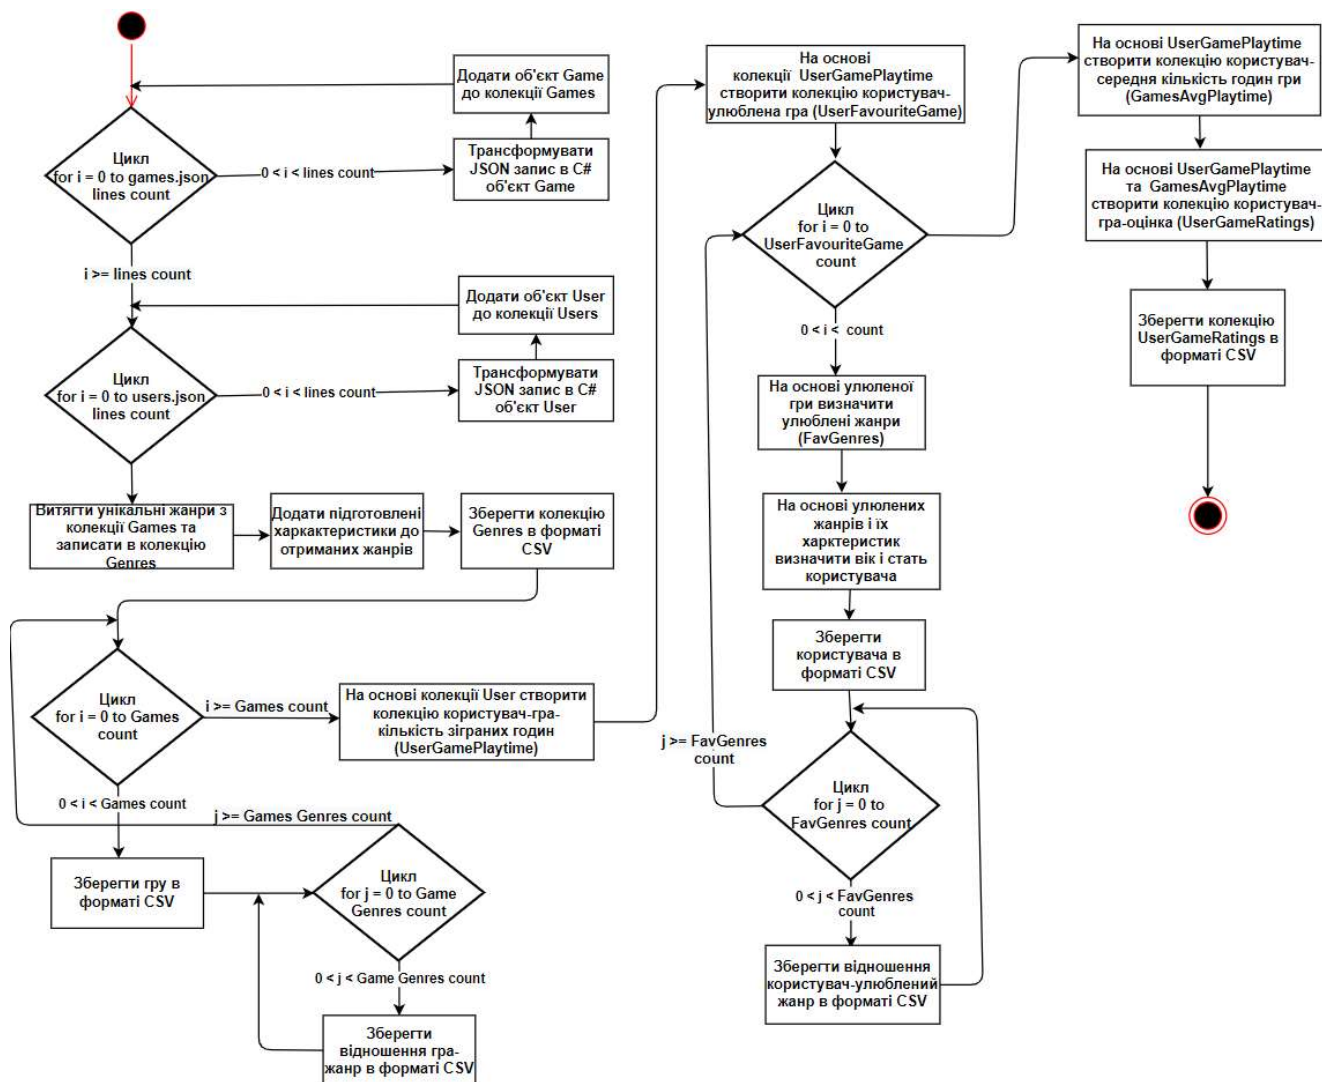 Додати об'єкт Game
до колекції Games
Цикл
for i = 0 to games.json
lines count
0 < i < lines count
Трансформувати
JSON запис в C#
об'єкт Game
i >= lines count
Додати об'єкт User
до колекції Users
Цикл
for i = 0 to users.json
lines count
0 < i < lines count
Трансформувати
JSON запис в C#
об'єкт User
Витягти унікальні жанри з
колекції Games та
записати в колекцію
Genres
Додати підготовлені
харкактеристики до
отриманих жанрів
Зберегти колекцію
Genres в форматі
CSV
Цикл
for i = 0 to Games
count
i >= Games count
На основі колекції User створити
колекцію користувач-гра-
кількість зіграних годин
(UserGamePlaytime)
0 < i < Games count
j >= Games Genres count
Зберегти гру в
форматі CSV
Цикл
for j = 0 to Game
Genres count
0 < j < Game Genres count
Зберегти
відношення гра-
жанр в форматі CSV
На основі
колекції UserGamePlaytime
створити колекцію користувач-
улюблена гра (UserFavouriteGame)
Цикл
for i = 0 to
UserFavouriteGame
count
0 < i < count
На основі улюленої
гри визначити
улюблені жанри
(FavGenres)
На основі улюлених
жанрів і їх
харктеристик
визначити вік і стать
користувача
Зберегти
користувача в
форматі CSV
j >= FavGenres
count
Цикл
for j = 0 to
FavGenres count
0 < j < FavGenres
count
Зберегти відношення
користувач-улюблений
жанр в форматі CSV
На основі UserGamePlaytime
створити колекцію користувач-
середня кількість годин гри
(GamesAvgPlaytime)
На основі UserGamePlaytime
та GamesAvgPlaytime
створити колекцію користувач-
гра-оцінка (UserGameRatings)
Зберегти колекцію
UserGameRatings в
форматі CSV